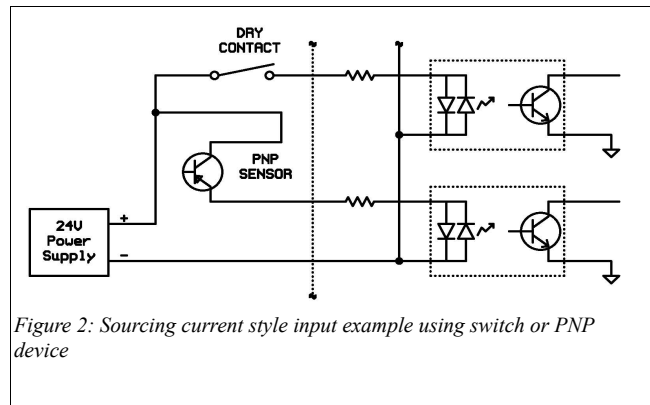 DRY
CONTACT
PNP
SENSOR
24V
Power
Supply
+
-
Figure 2: Sourcing current style input example using switch or PNP
device